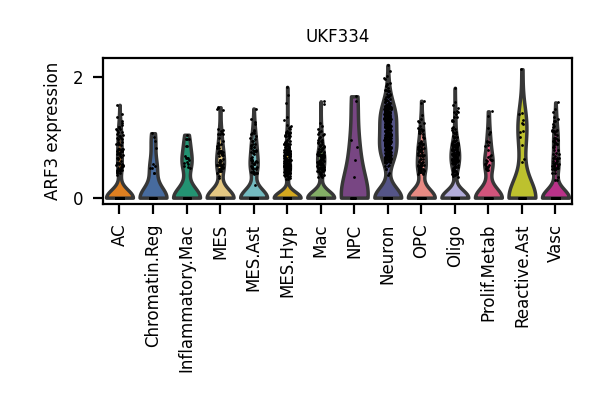 UKF334
ARF3 expression
2
0
AC
Chromatin.Reg
Inflammatory.Mac
MES
MES.Ast
MES.Hyp
Mac
NPC
Neuron
OPC
Oligo
Prolif.Metab
Reactive.Ast
Vasc